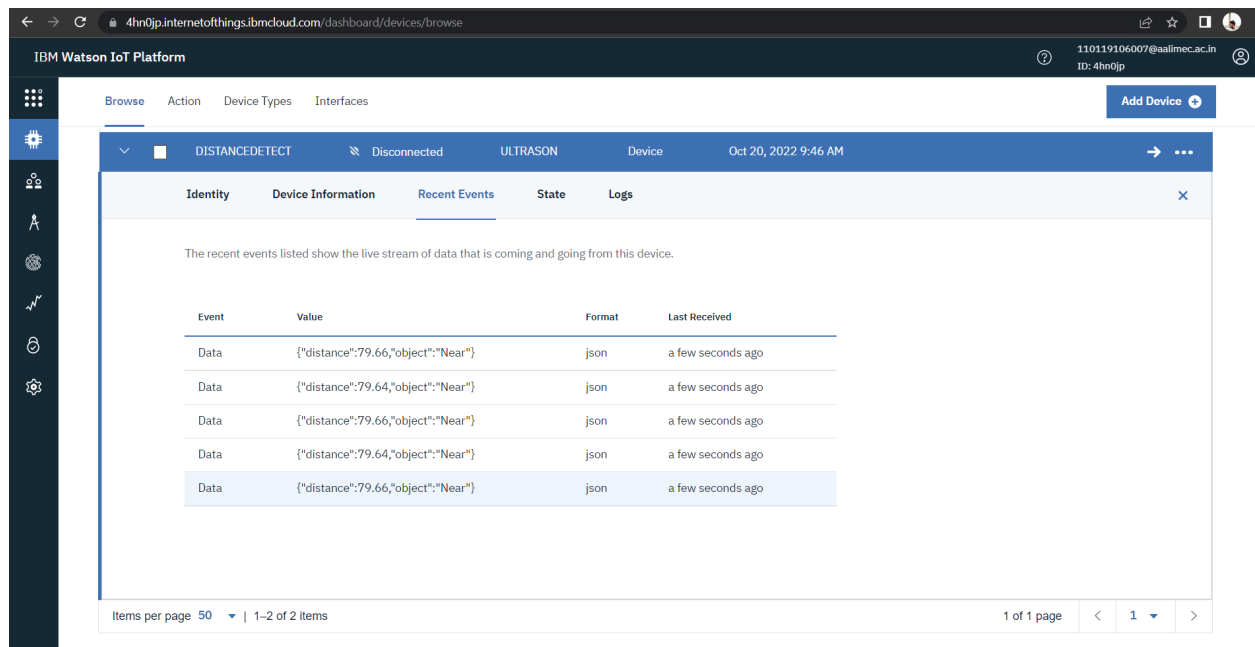 4hn0jp.internetofthings.ibmcloud.com/dashboard/devices/browse
IBM Watson IoT Platform
110119106007@aalimec.ac.in
ID: 4hn0jp
Browse Action Device Types Interfaces
Add Device
DISTANCEDETECT Disconnected ULTRASON Device Oct 20, 2022 9:46 AM
Identity Device Information Recent Events State Logs
The recent events listed show the live stream of data that is coming and going from this device.
Event Value Format Last Received
Data {"distance":79.66,"object":"Near"} json a few seconds ago
Data {"distance":79.64,"object":"Near"} json a few seconds ago
Data {"distance":79.66,"object":"Near"} json a few seconds ago
Data {"distance":79.64,"object":"Near"} json a few seconds ago
Data {"distance":79.66,"object":"Near"} json a few seconds ago
Items per page 50 | 1–2 of 2 items 1 of 1 page 1